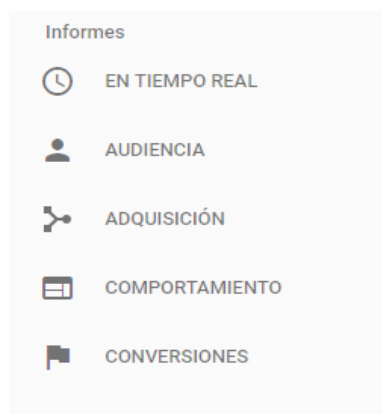 Informes
EN TIEMPO REAL
AUDIENCIA
ADQUISICIÓN
COMPORTAMIENTO
CONVERSIONES